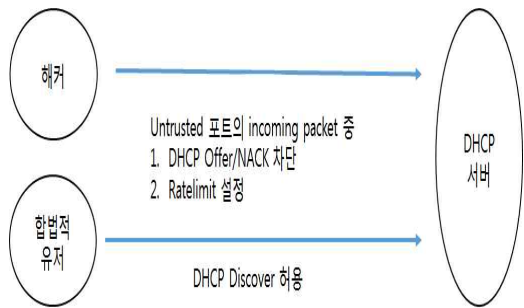 해커
Untrusted 포트의 incoming packet 중
1. DHCP Offer/NACK 차단
2. Ratelimit 설정
DHCP
서버
합법적
유저
DHCP Discover 허용